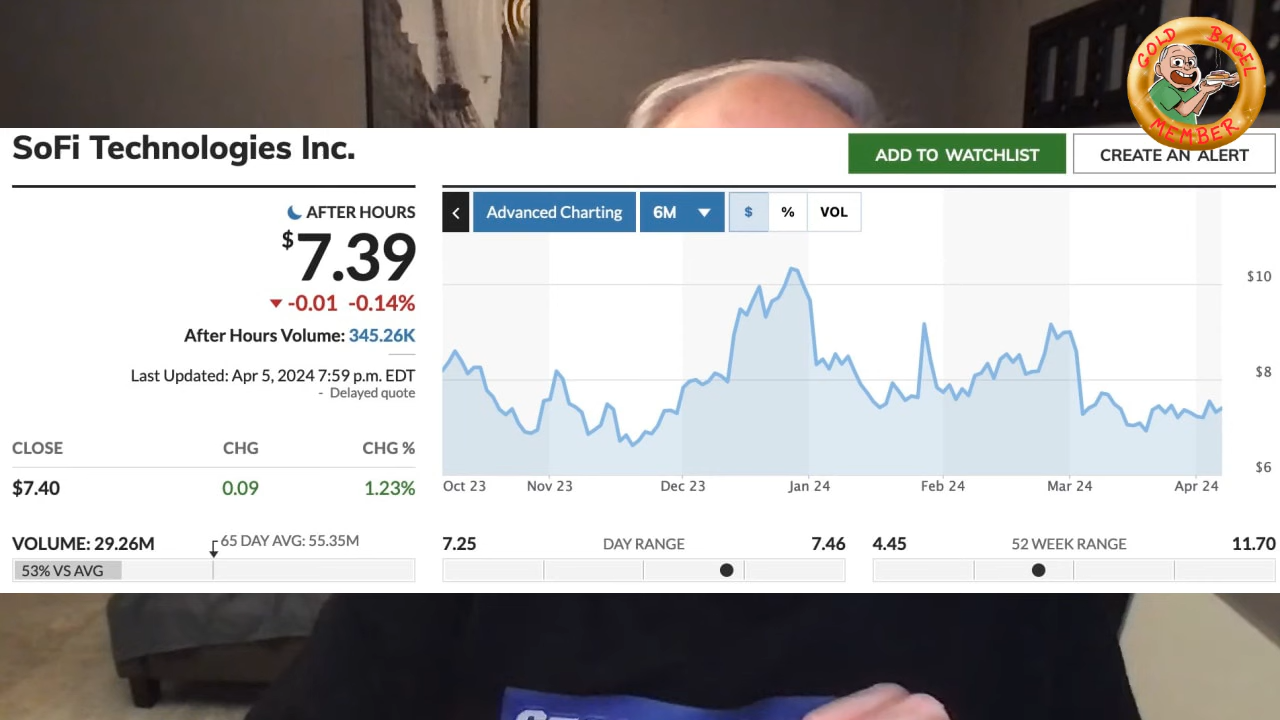 GOLD BAGEL
MEMBER
SoFi Technologies Inc.
ADD TO WATCHLIST
CREATE AN ALERT
AFTER HOURS
$7.39
-0.01 -0.14%
After Hours Volume: 345.26K
Last Updated: Apr 5, 2024 7:59 p.m. EDT
- Delayed quote
CLOSE CHG CHG %
$7.40 0.09 1.23%
VOLUME: 29.26M
65 DAY AVG: 55.35M
53% VS AVG
Advanced Charting
6M
$
%
VOL
$10
$8
$6
Oct 23 Nov 23 Dec 23 Jan 24 Feb 24 Mar 24 Apr 24
7.25 DAY RANGE 7.46
4.45 52 WEEK RANGE 11.70